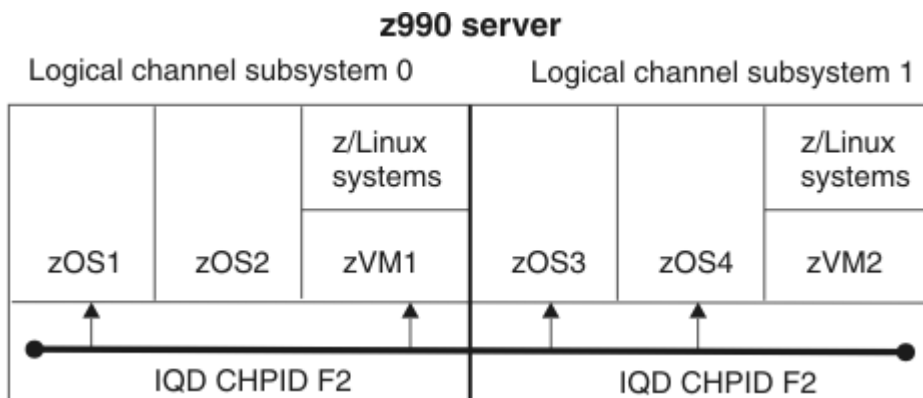 z990 server
Logical channel subsystem 0 Logical channel subsystem 1
z/Linux systems z/Linux systems
zOS1 zOS2 zVM1 zOS3 zOS4 zVM2
IQD CHPID F2 IQD CHPID F2